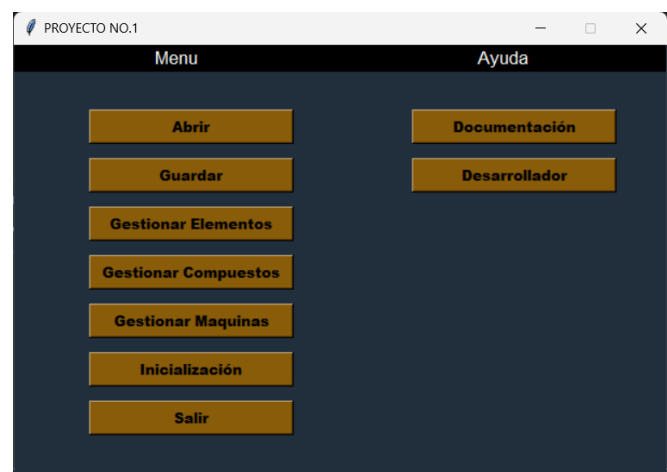 PROYECTO NO.1
Menu
Ayuda
Abrir
Documentación
Guardar
Desarrollador
Gestionar Elementos
Gestionar Compuestos
Gestionar Maquinas
Inicialización
Salir